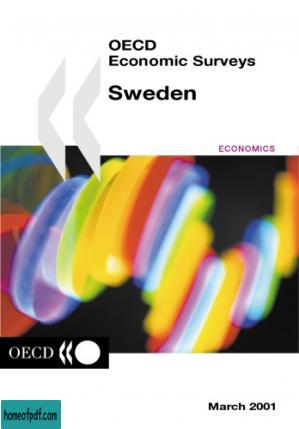 OECD
Economic Surveys
Sweden
ECONOMICS
OECD
March 2001
homeofpdf.com